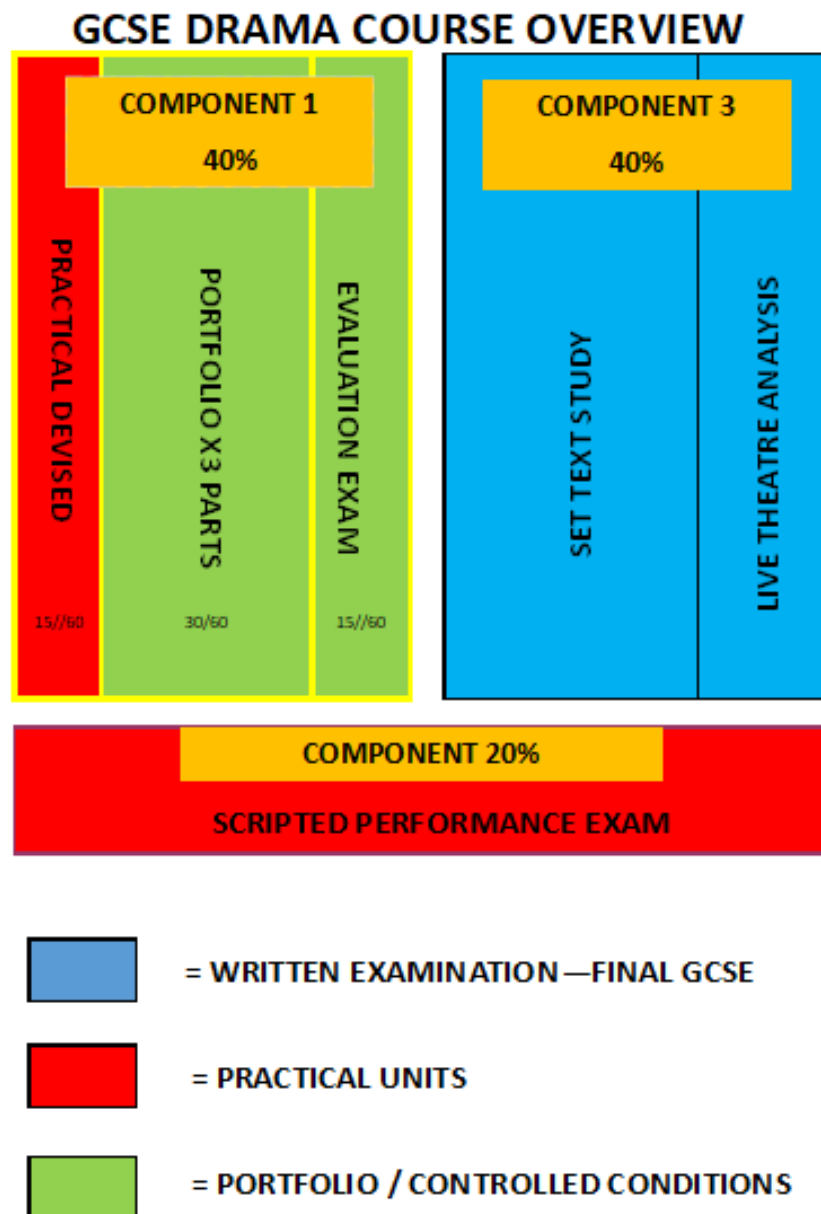 GCSE DRAMA COURSE OVERVIEW
COMPONENT 1
40%
PRACTICAL DEVISED
15//60
PORTFOLIO X3 PARTS
30/60
EVALUATION EXAM
15//60
COMPONENT 3
40%
SET TEXT STUDY
LIVE THEATRE ANALYSIS
COMPONENT 20%
SCRIPTED PERFORMANCE EXAM
= WRITTEN EXAMINATION—FINAL GCSE
= PRACTICAL UNITS
= PORTFOLIO / CONTROLLED CONDITIONS